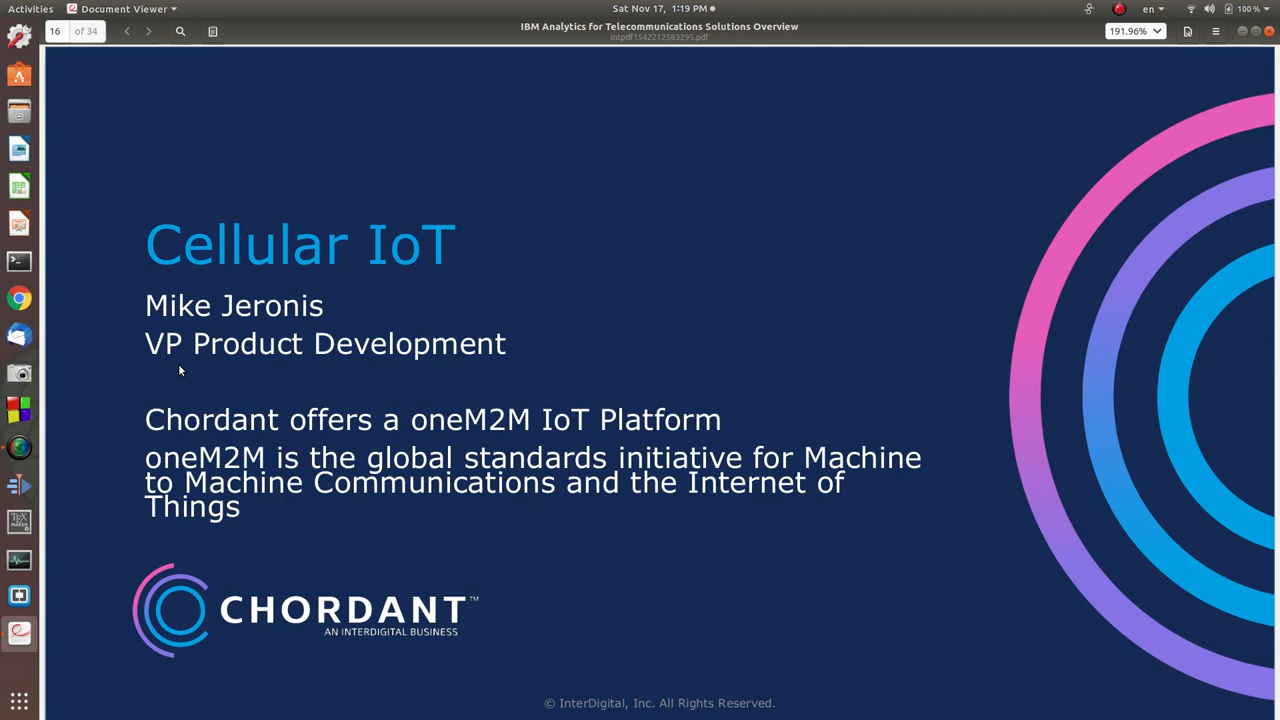 Activities
Document Viewer
Sat Nov 17, 1:19 PM
en
100 %
16
of 34
IBM Analytics for Telecommunications Solutions Overview
intpdf1542212583295.pdf
191.96%
Cellular IoT
Mike Jeronis
VP Product Development
Chordant offers a oneM2M IoT Platform
oneM2M is the global standards initiative for Machine
to Machine Communications and the Internet of
Things
CHORDANT™
AN INTERDIGITAL BUSINESS
© InterDigital, Inc. All Rights Reserved.